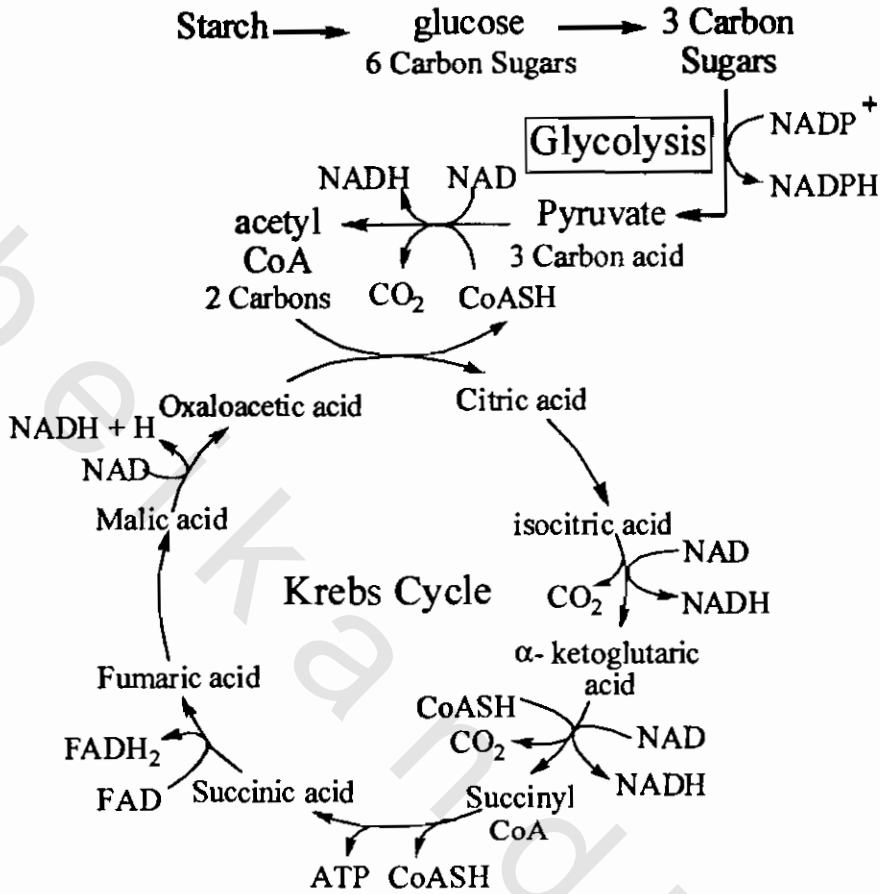 Starch glucose 3 Carbon
6 Carbon Sugars Sugars
Glycolysis
NADP+
NADPH
NADH NAD
Pyruvate
3 Carbon acid
acetyl
CoA
2 Carbons
CO2 CoASH
Oxaloacetic acid
Citric acid
NADH + H
NAD
Malic acid
isocitric acid
NAD
CO2
NADH
Krebs Cycle
α- ketoglutaric
acid
Fumaric acid
CoASH
CO2
NAD
NADH
FADH2
FAD
Succinic acid
Succinyl
CoA
ATP CoASH